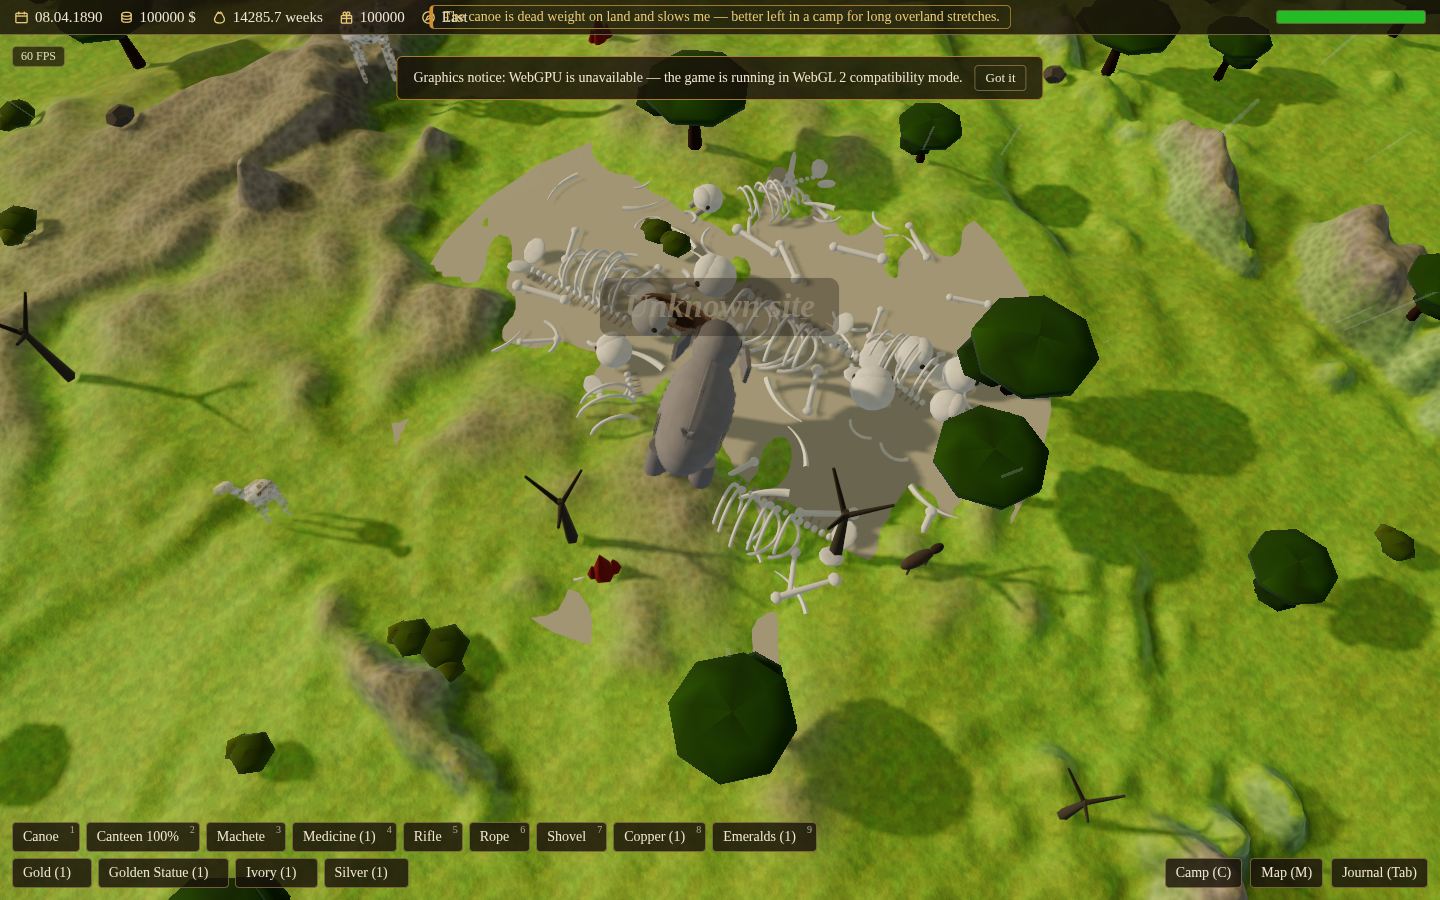 08.04.1890 100000 $ 14285.7 weeks 100000 East
The canoe is dead weight on land and slows me — better left in a camp for long overland stretches.
60 FPS
Graphics notice: WebGPU is unavailable — the game is running in WebGL 2 compatibility mode. Got it
Unknown site
Canoe 1 Canteen 100% 2 Machete 3 Medicine (1) 4 Rifle 5 Rope 6 Shovel 7 Copper (1) 8 Emeralds (1) 9
Gold (1) Golden Statue (1) Ivory (1) Silver (1) Camp (C) Map (M) Journal (Tab)